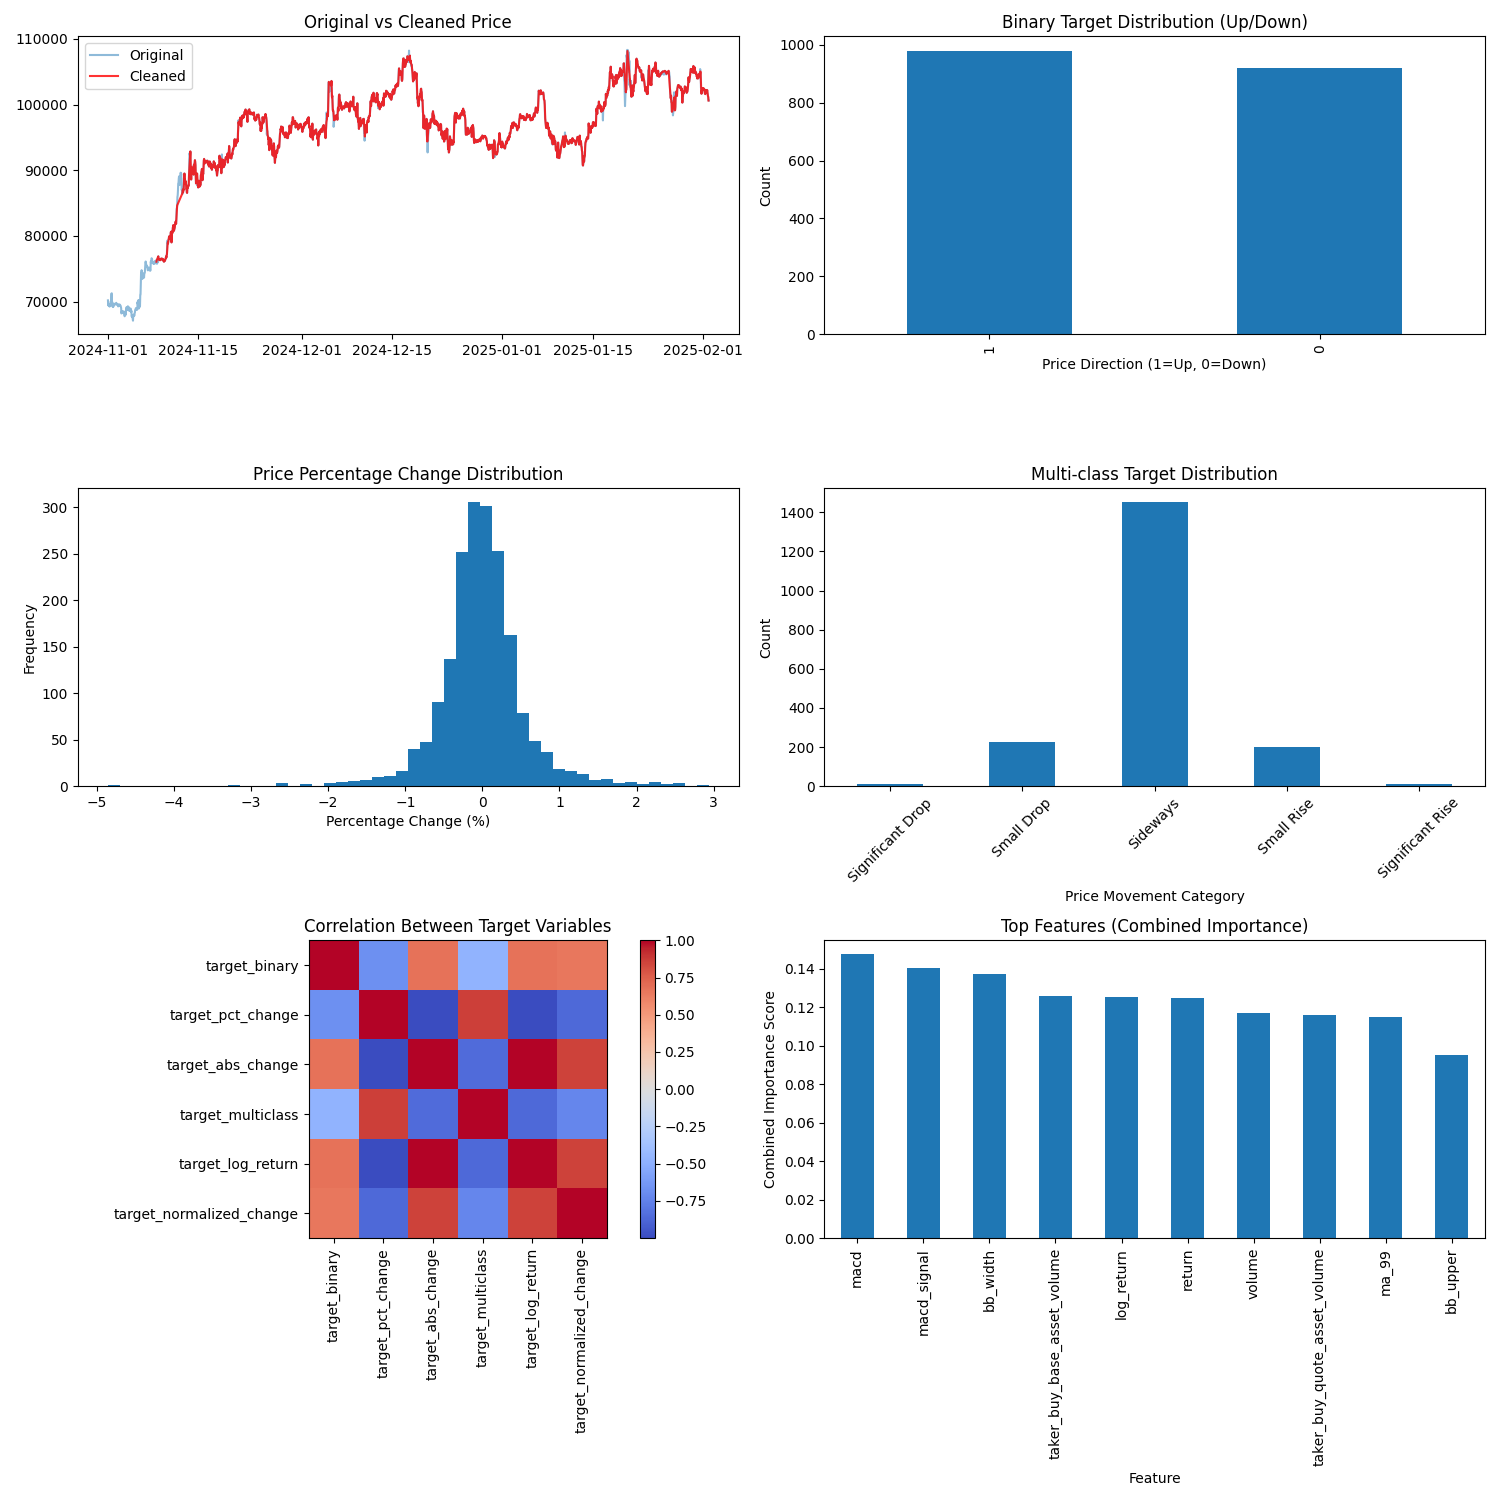 Original vs Cleaned Price
Original
Cleaned
110000
100000
90000
80000
70000
2024-11-01 2024-11-15 2024-12-01 2024-12-15 2025-01-01 2025-01-15 2025-02-01
Binary Target Distribution (Up/Down)
Count
1000
800
600
400
200
0
1 0
Price Direction (1=Up, 0=Down)
Price Percentage Change Distribution
Frequency
300
250
200
150
100
50
0
−5 −4 −3 −2 −1 0 1 2 3
Percentage Change (%)
Multi-class Target Distribution
Count
1400
1200
1000
800
600
400
200
0
Significant Drop
Small Drop
Sideways
Small Rise
Significant Rise
Price Movement Category
Correlation Between Target Variables
target_binary
target_pct_change
target_abs_change
target_multiclass
target_log_return
target_normalized_change
target_binary
target_pct_change
target_abs_change
target_multiclass
target_log_return
target_normalized_change
1.00
0.75
0.50
0.25
0.00
−0.25
−0.50
−0.75
Top Features (Combined Importance)
Combined Importance Score
0.14
0.12
0.10
0.08
0.06
0.04
0.02
0.00
macd
macd_signal
bb_width
taker_buy_base_asset_volume
log_return
return
volume
taker_buy_quote_asset_volume
ma_99
bb_upper
Feature